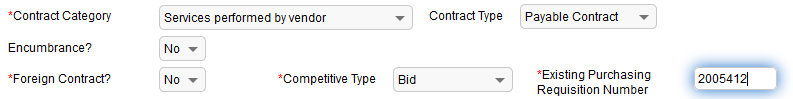 *Contract Category Services performed by vendor Contract Type Payable Contract
Encumbrance? No
*Foreign Contract? No *Competitive Type Bid *Existing Purchasing
Requisition Number 2005412